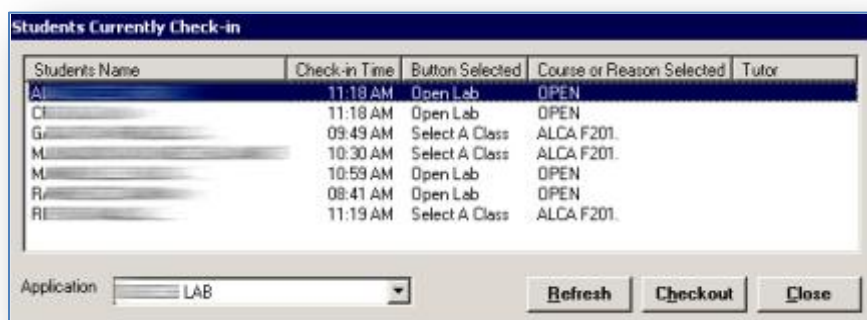 Students Currently Check-in
Students Name Check-in Time Button Selected Course or Reason Selected Tutor
11:18 AM Open Lab OPEN
11:18 AM Open Lab OPEN
09:49 AM Select A Class ALCA F201.
10:30 AM Select A Class ALCA F201.
10:59 AM Open Lab OPEN
08:41 AM Open Lab OPEN
11:19 AM Select A Class ALCA F201.
Application LAB Refresh Checkout Close